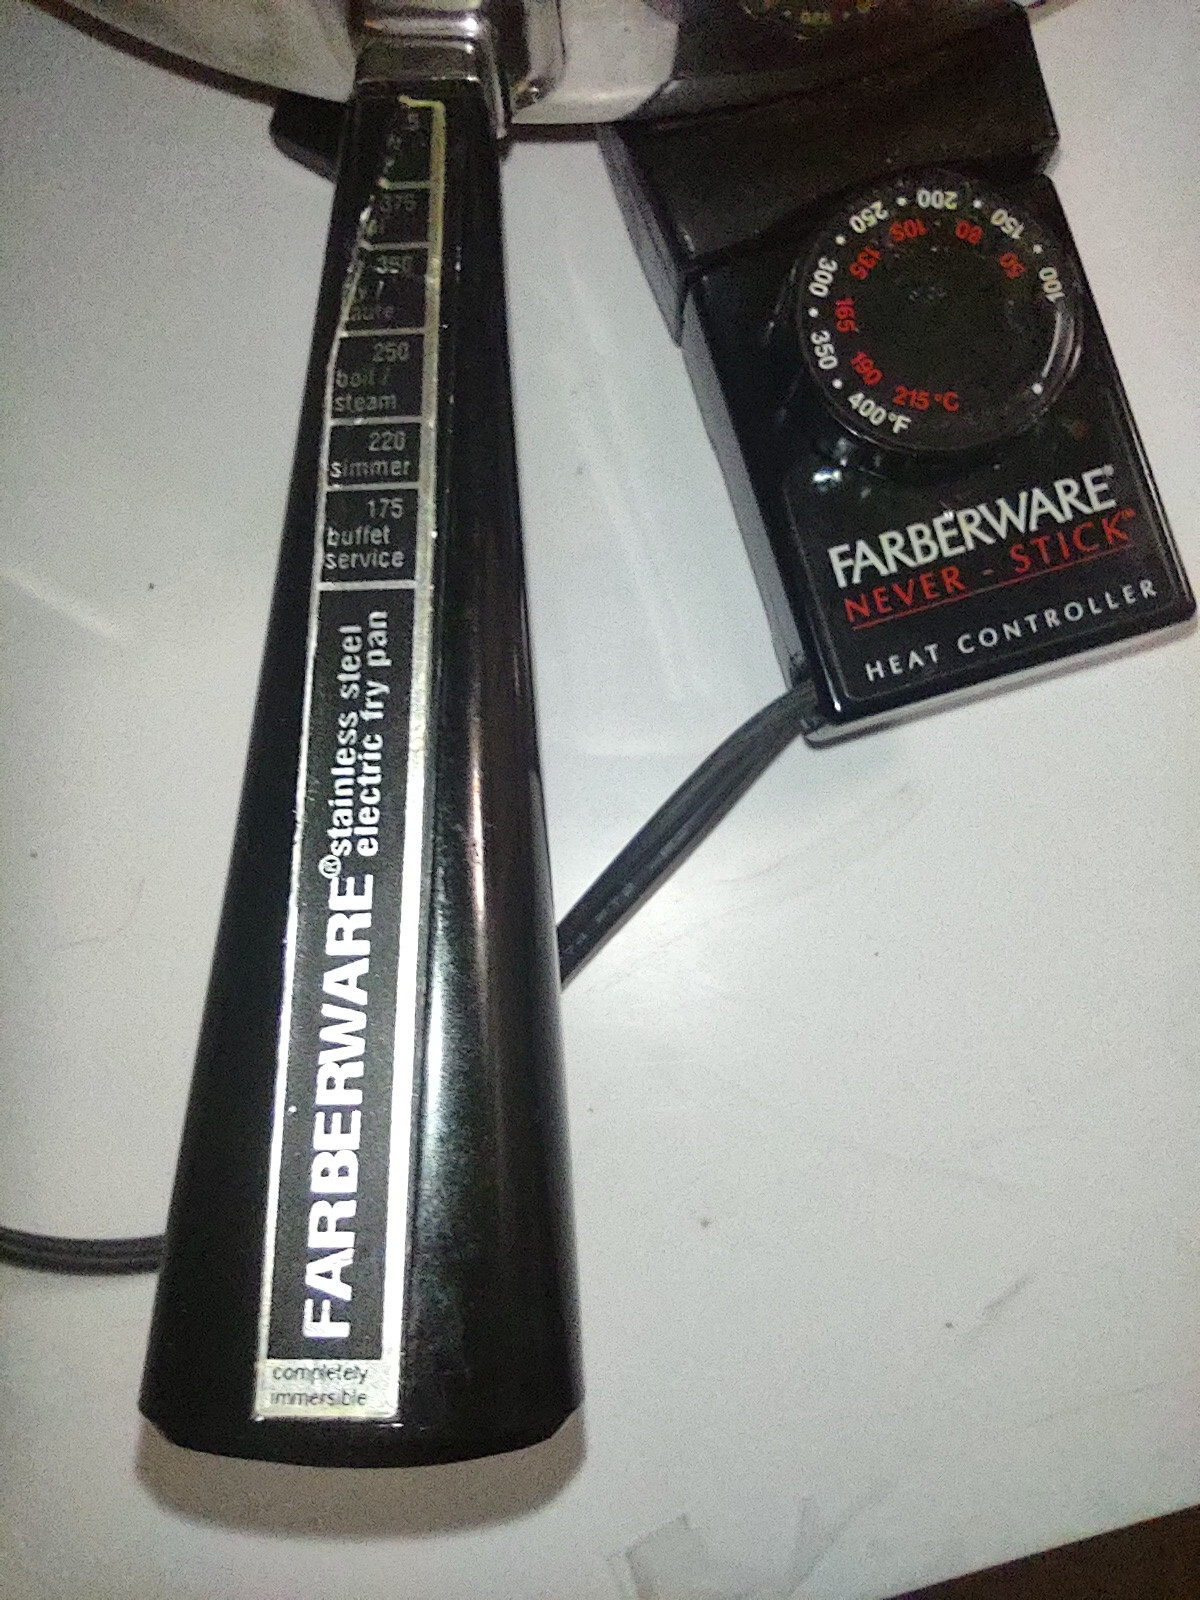 375
350
250
boil /
steam
220
simmer
175
buffet
service
FARBERWARE® stainless steel
electric fry pan
completely
immersible
100 • 150 • 200 • 250 • 300 • 350 • 400°F
50 80 105 135 165 190 215°C
FARBERWARE®
NEVER - STICK™
HEAT CONTROLLER